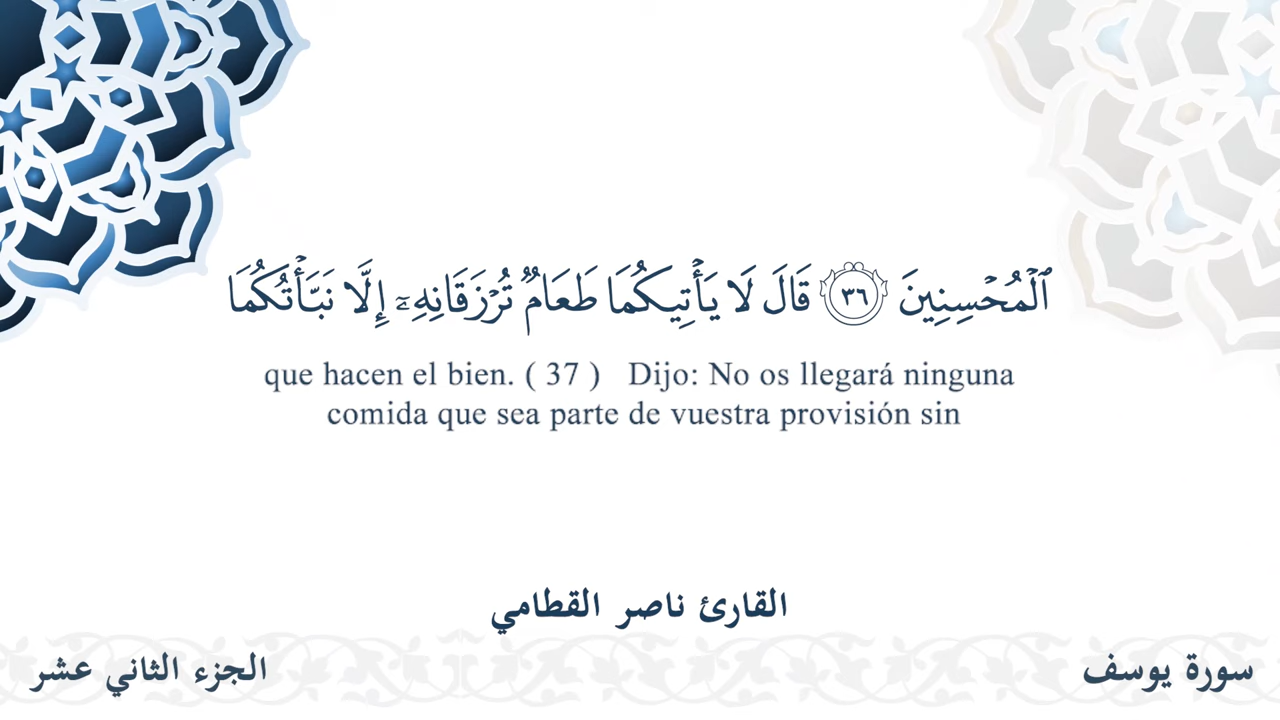 ٱلْمُحْسِنِينَ ٣٦ قَالَ لَا يَأْتِيكُمَا طَعَامٌ تُرْزَقَانِهِۦٓ إِلَّا نَبَّأْتُكُمَا
que hacen el bien. ( 37 ) Dijo: No os llegará ninguna
comida que sea parte de vuestra provisión sin
القارئ ناصر القطامي
سورة يوسف
الجزء الثاني عشر